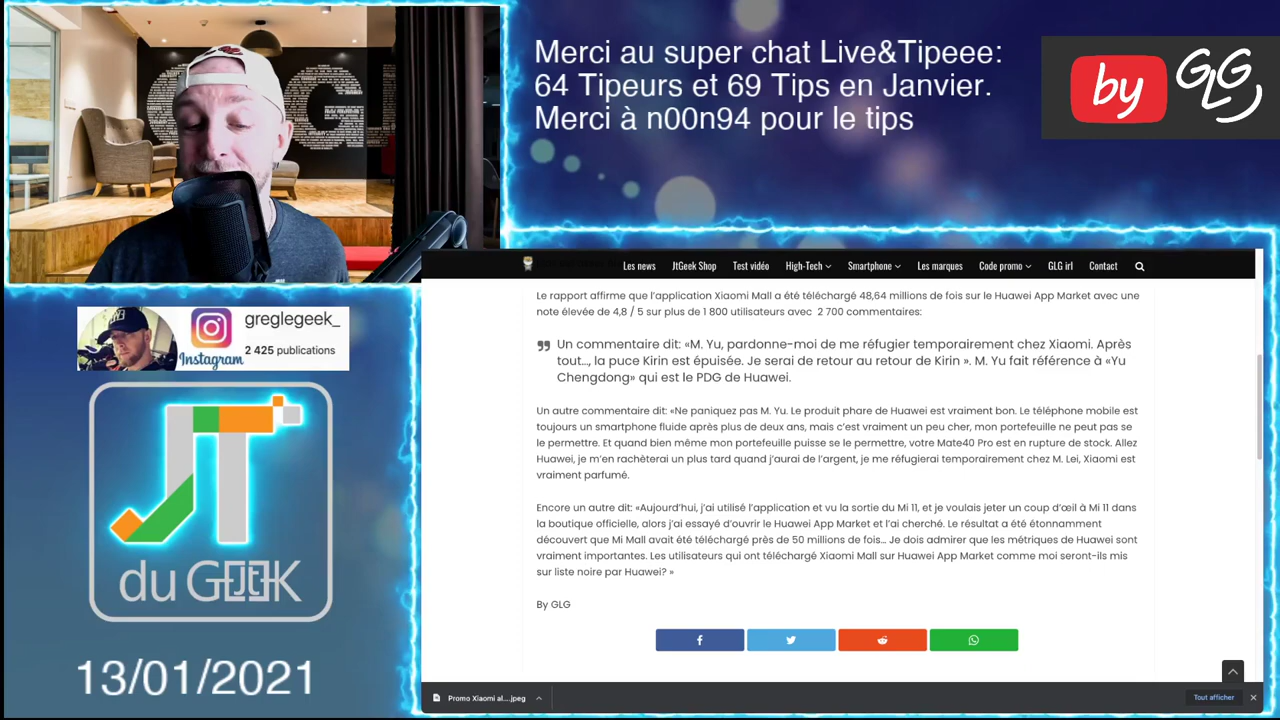 Merci au super chat Live&Tipeee:
64 Tipeurs et 69 Tips en Janvier.
Merci à n00n94 pour le tips
by GLG
greglegeek_
2 425 publications
Instagram
JT
du GEEK
13/01/2021
Les news JtGeek Shop Test vidéo High-Tech Smartphone Les marques Code promo GLG irl Contact
Le rapport affirme que l’application Xiaomi Mall a été téléchargé 48,64 millions de fois sur le Huawei App Market avec une
note élevée de 4,8 / 5 sur plus de 1 800 utilisateurs avec 2 700 commentaires:
Un commentaire dit: «M. Yu, pardonne-moi de me réfugier temporairement chez Xiaomi. Après
tout…, la puce Kirin est épuisée. Je serai de retour au retour de Kirin ». M. Yu fait référence à «Yu
Chengdong» qui est le PDG de Huawei.
Un autre commentaire dit: «Ne paniquez pas M. Yu. Le produit phare de Huawei est vraiment bon. Le téléphone mobile est
toujours un smartphone fluide après plus de deux ans, mais c’est vraiment un peu cher, mon portefeuille ne peut pas se
le permettre. Et quand bien même mon portefeuille puisse se le permettre, votre Mate40 Pro est en rupture de stock. Allez
Huawei, je m’en rachèterai un plus tard quand j’aurai de l’argent, je me réfugierai temporairement chez M. Lei, Xiaomi est
vraiment parfumé.
Encore un autre dit: «Aujourd’hui, j’ai utilisé l’application et vu la sortie du Mi 11, et je voulais jeter un coup d’œil à Mi 11 dans
la boutique officielle, alors j’ai essayé d’ouvrir le Huawei App Market et l’ai cherché. Le résultat a été étonnamment
découvert que Mi Mall avait été téléchargé près de 50 millions de fois… Je dois admirer que les métriques de Huawei sont
vraiment importantes. Les utilisateurs qui ont téléchargé Xiaomi Mall sur Huawei App Market comme moi seront-ils mis
sur liste noire par Huawei? »
By GLG
Promo Xiaomi al....jpeg
Tout afficher